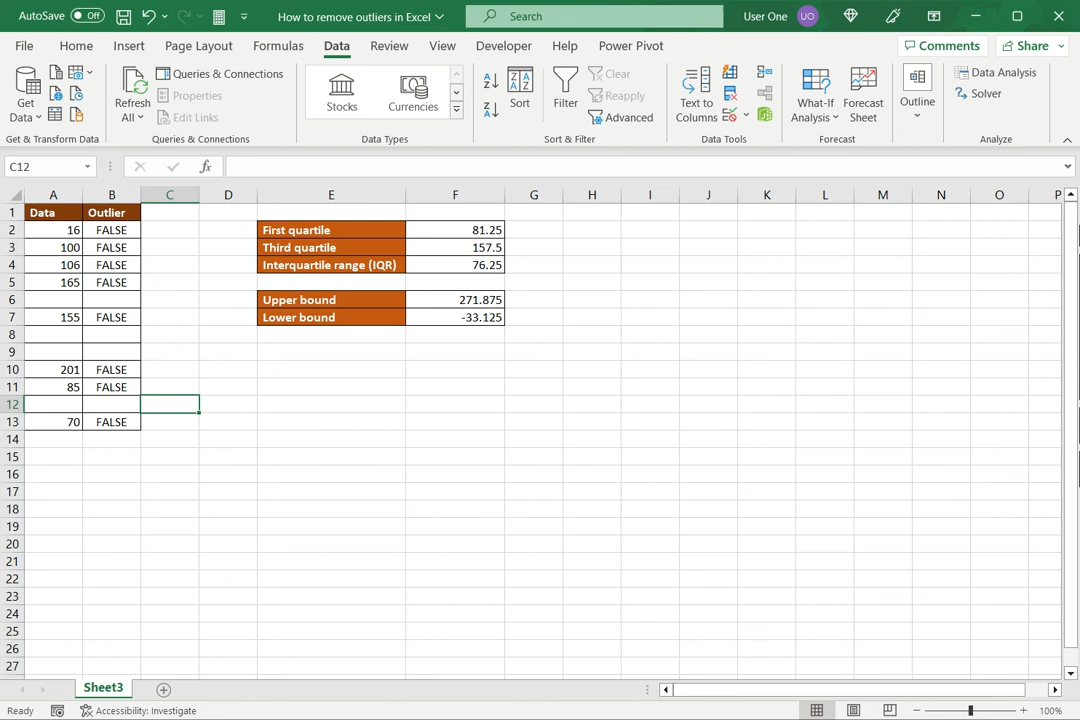 AutoSave Off How to remove outliers in Excel Search User One UO
File Home Insert Page Layout Formulas Data Review View Developer Help Power Pivot Comments Share
Get Data Refresh All Queries & Connections Properties Edit Links Stocks Currencies Sort Filter Clear Reapply Advanced Text to Columns What-If Analysis Forecast Sheet Outline Data Analysis Solver
Get & Transform Data Queries & Connections Data Types Sort & Filter Data Tools Forecast Analyze
C12 fx
A B C D E F G H I J K L M N O P
1 Data Outlier
2 16 FALSE First quartile 81.25
3 100 FALSE Third quartile 157.5
4 106 FALSE Interquartile range (IQR) 76.25
5 165 FALSE
6 Upper bound 271.875
7 155 FALSE Lower bound -33.125
8
9
10 201 FALSE
11 85 FALSE
12
13 70 FALSE
14
15
16
17
18
19
20
21
22
23
24
25
26
27
Sheet3
Ready Accessibility: Investigate 100%